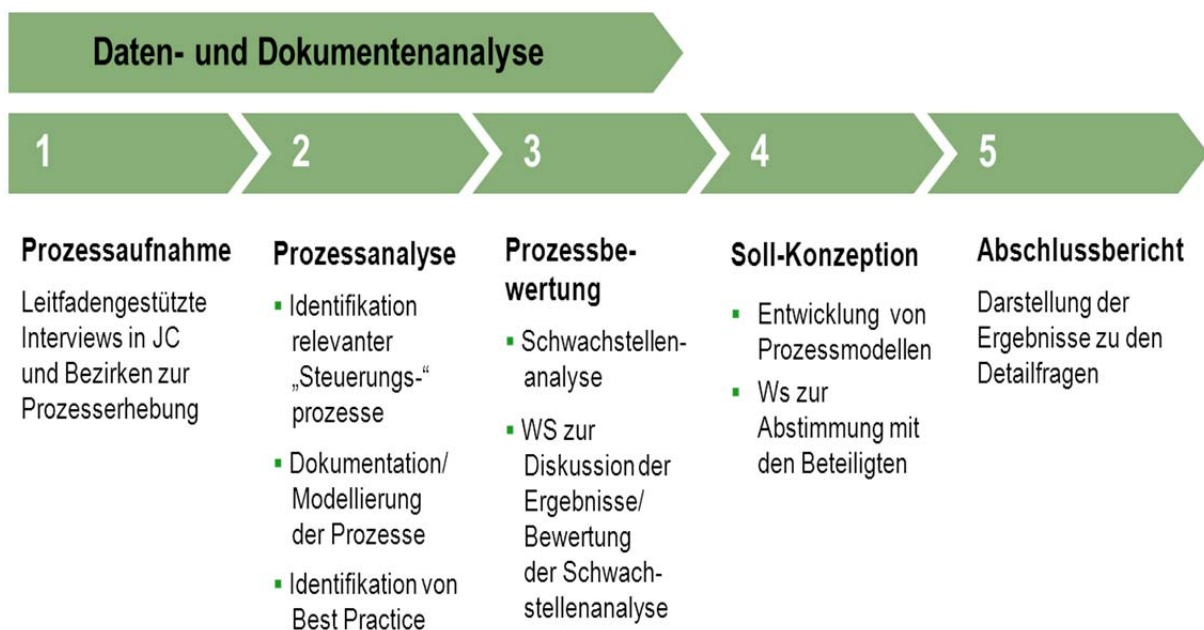 Daten- und Dokumentenanalyse
1
2
3
4
5
Prozessaufnahme
Leitfadengestützte
Interviews in JC
und Bezirken zur
Prozesserhebung
Prozessanalyse
▪ Identifikation
relevanter
„Steuerungs-“
prozesse
▪ Dokumentation/
Modellierung
der Prozesse
▪ Identifikation von
Best Practice
Prozessbe-
wertung
▪ Schwachstellen-
analyse
▪ WS zur
Diskussion der
Ergebnisse/
Bewertung
der Schwach-
stellenanalyse
Soll-Konzeption
▪ Entwicklung von
Prozessmodellen
▪ Ws zur
Abstimmung mit
den Beteiligten
Abschlussbericht
Darstellung der
Ergebnisse zu den
Detailfragen